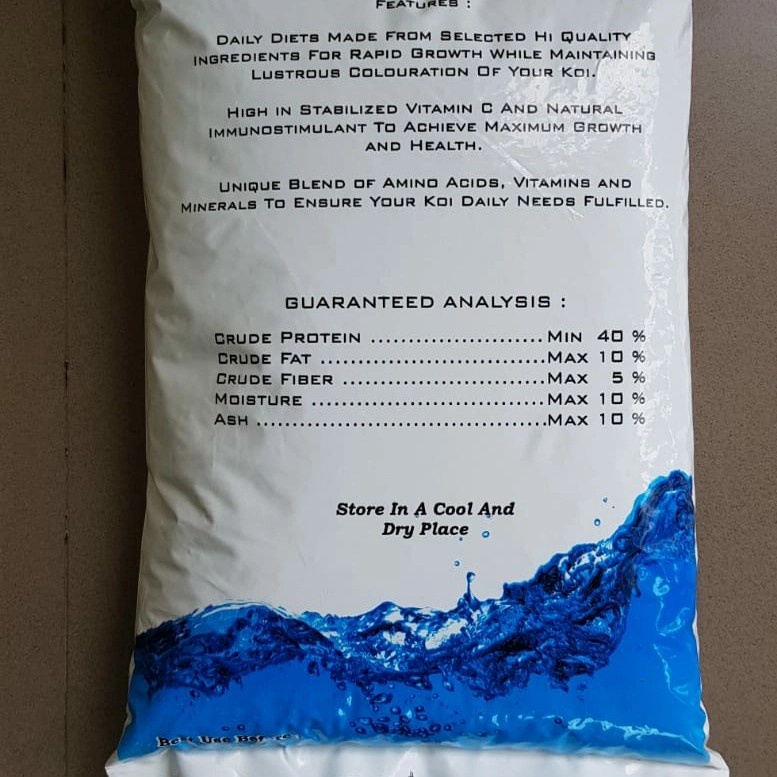 FEATURES :
DAILY DIETS MADE FROM SELECTED HI QUALITY
INGREDIENTS FOR RAPID GROWTH WHILE MAINTAINING
LUSTROUS COLOURATION OF YOUR KOI.
HIGH IN STABILIZED VITAMIN C AND NATURAL
IMMUNOSTIMULANT TO ACHIEVE MAXIMUM GROWTH
AND HEALTH.
UNIQUE BLEND OF AMINO ACIDS, VITAMINS AND
MINERALS TO ENSURE YOUR KOI DAILY NEEDS FULFILLED.
GUARANTEED ANALYSIS :
CRUDE PROTEIN ........................ MIN 40 %
CRUDE FAT ............................... MAX 10 %
CRUDE FIBER ............................ MAX 5 %
MOISTURE ................................ MAX 10 %
ASH ........................................ MAX 10 %
Store In A Cool And
Dry Place
Best Use Before